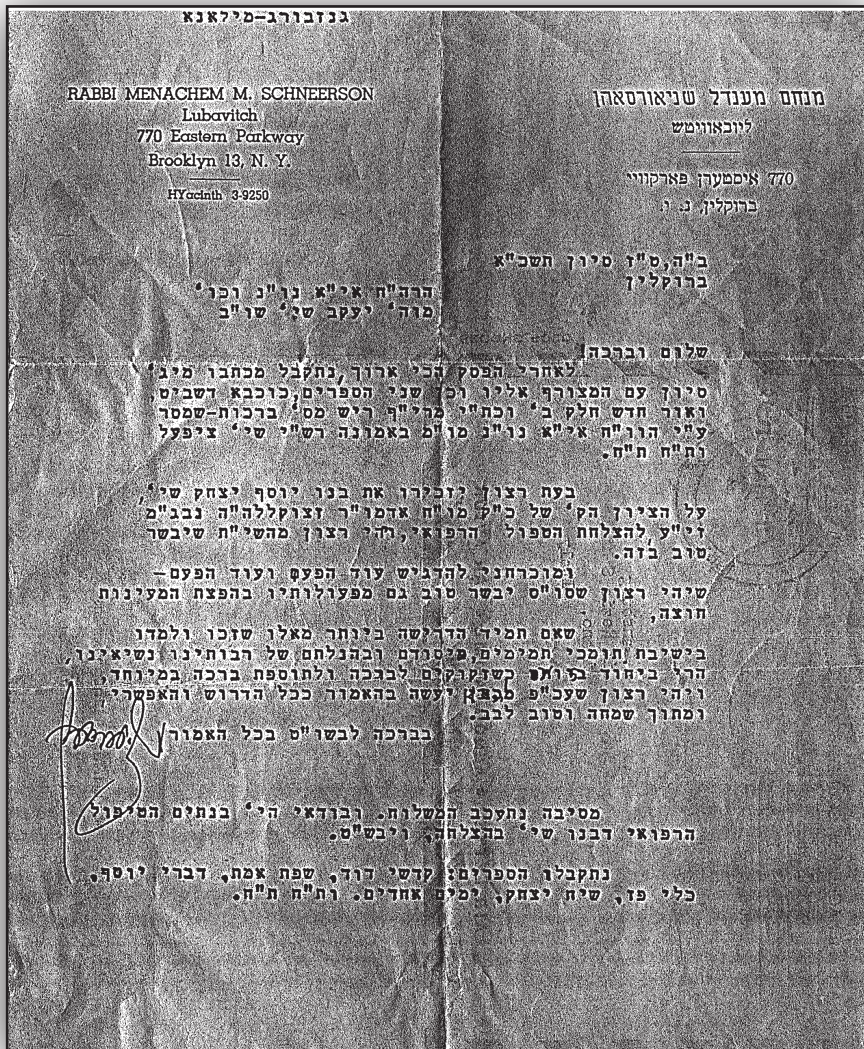 גנזבורג-מילאנא
RABBI MENACHEM M. SCHNEERSON
Lubavitch
770 Eastern Parkway
Brooklyn 13, N. Y.
HYacinth 3-9250
מנחם מענדל שניאורסאהן
ליובאוויטש
770 איסטערן פארקוויי
ברוקלין, נ. י.
ב"ה, ט"ז סיון תשכ"א
ברוקלין
הרה"ח אי"א נו"נ וכו'
מוה' יעקב שי' שו"ב
שלום וברכה!
לאחרי הפסק הכי ארוך, נתקבל מכתבו מיג'
סיון עם המצורף אליו וכן שני הספרים, כוכבא דשביט,
ואור חדש חלק ב' וכת"י מרי"ף ריש מס' ברכות-שמסר
ע"י הוו"ח אי"א נו"נ מו"מ באמונה רש"י שי' ציפעל
ות"ח ת"ח.
בעת רצון יזכירו את בנו יוסף יצחק שי',
על הציון הק' של כ"ק מו"ח אדמו"ר זצוקללה"ה נבג"מ
זי"ע, להצלחת הטפול הרפואי, ויהי רצון מהשי"ת שיבשר
טוב בזה.
ומוכרחני להדגיש עוד הפעם ועוד הפעם-
שיהי רצון שסו"ס יבשר טוב גם מפעולותיו בהפצת המעינות
חוצה,
שאם תמיד הדרישה ביותר מאלו שזכו ולמדו
בישיבת תומכי תמימים, מיסודם ובהנהלתם של רבותינו נשיאינו,
הרי ביחוד כשזקוקים לברכה ולתוספת ברכה במיוחד,
ויהי רצון שעכ"פ יעשה בהאמור ככל הדרוש והאפשרי,
ומתוך שמחה וטוב לבב.
בברכה לבשו"ט בכל האמור
מסיבה נתעכב המשלוח. ובודאי הי' בנתים הטיפול
הרפואי דבנו שי' בהצלחה, ויבש"ט.
נתקבלו הספרים: קדשי דוד, שפת אמת, דברי יוסף,
כלי פז, שיח יצחק, ימים אחדים. ות"ח ת"ח.